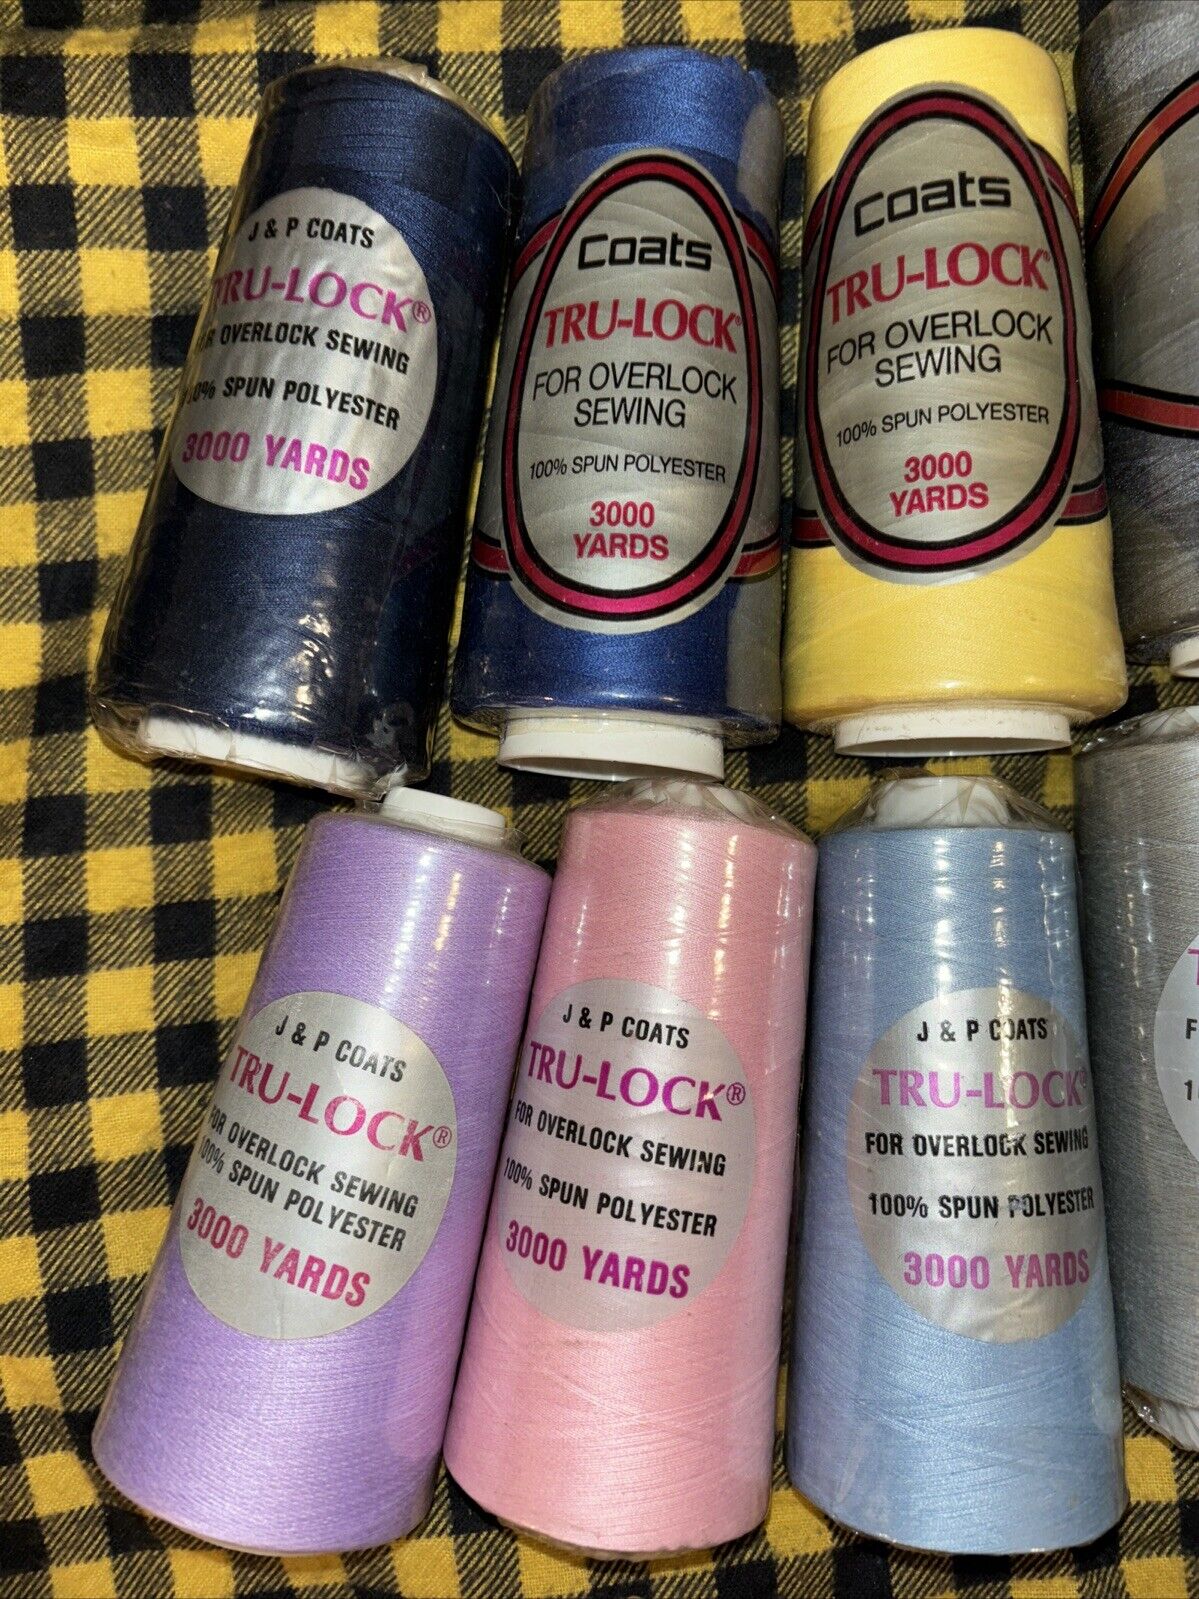 J & P COATS
TRU-LOCK®
OVERLOCK SEWING
SPUN POLYESTER
3000 YARDS
Coats
TRU-LOCK®
FOR OVERLOCK
SEWING
100% SPUN POLYESTER
3000
YARDS
Coats
TRU-LOCK®
FOR OVERLOCK
SEWING
100% SPUN POLYESTER
3000
YARDS
J & P COATS
TRU-LOCK®
FOR OVERLOCK SEWING
100% SPUN POLYESTER
3000 YARDS
J & P COATS
TRU-LOCK®
FOR OVERLOCK SEWING
100% SPUN POLYESTER
3000 YARDS
J & P COATS
TRU-LOCK®
FOR OVERLOCK SEWING
100% SPUN POLYESTER
3000 YARDS